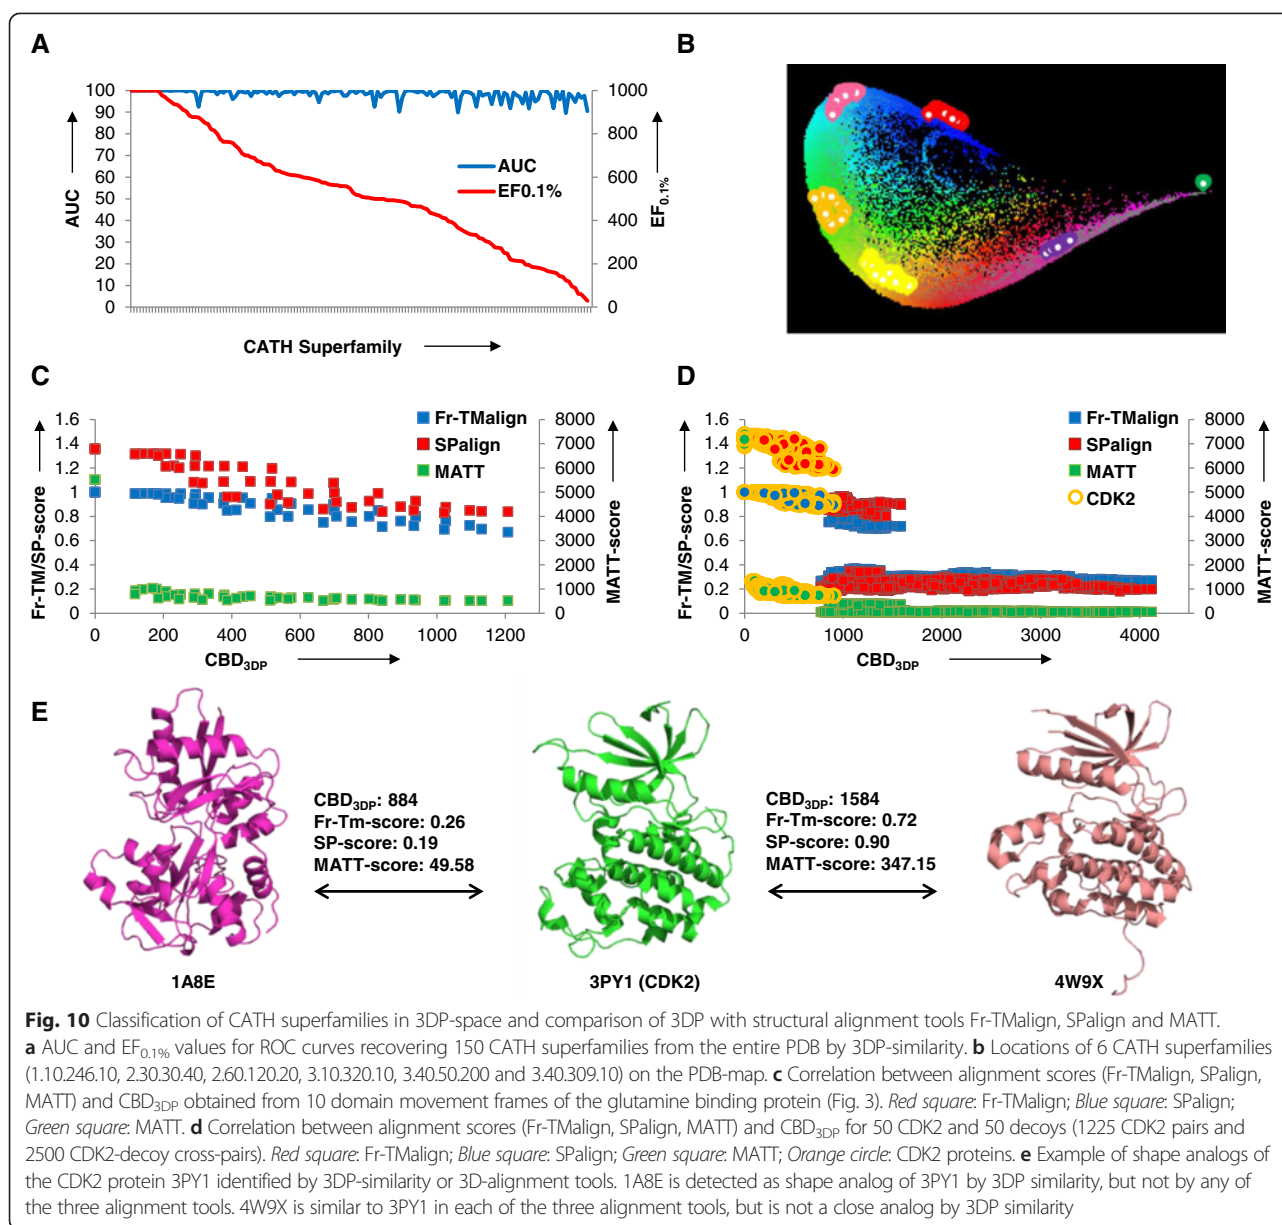 A
100
90
80
70
60
50
40
30
20
10
0
AUC
1000
800
600
400
200
0
EF0.1%
AUC
EF0.1%
CATH Superfamily
B
C
1.6
1.4
1.2
1
0.8
0.6
0.4
0.2
0
Fr-TM/SP-score
8000
7000
6000
5000
4000
3000
2000
1000
0
MATT-score
Fr-TMalign
SPalign
MATT
0 200 400 600 800 1000 1200
CBD3DP
D
1.6
1.4
1.2
1
0.8
0.6
0.4
0.2
0
Fr-TM/SP-score
8000
7000
6000
5000
4000
3000
2000
1000
0
MATT-score
Fr-TMalign
SPalign
MATT
CDK2
0 1000 2000 3000 4000
CBD3DP
E
CBD3DP: 884
Fr-Tm-score: 0.26
SP-score: 0.19
MATT-score: 49.58
CBD3DP: 1584
Fr-Tm-score: 0.72
SP-score: 0.90
MATT-score: 347.15
1A8E
3PY1 (CDK2)
4W9X
Fig. 10 Classification of CATH superfamilies in 3DP-space and comparison of 3DP with structural alignment tools Fr-TMalign, SPalign and MATT.
a AUC and EF0.1% values for ROC curves recovering 150 CATH superfamilies from the entire PDB by 3DP-similarity. b Locations of 6 CATH superfamilies
(1.10.246.10, 2.30.30.40, 2.60.120.20, 3.10.320.10, 3.40.50.200 and 3.40.309.10) on the PDB-map. c Correlation between alignment scores (Fr-TMalign, SPalign,
MATT) and CBD3DP obtained from 10 domain movement frames of the glutamine binding protein (Fig. 3). Red square: Fr-TMalign; Blue square: SPalign;
Green square: MATT. d Correlation between alignment scores (Fr-TMalign, SPalign, MATT) and CBD3DP for 50 CDK2 and 50 decoys (1225 CDK2 pairs and
2500 CDK2-decoy cross-pairs). Red square: Fr-TMalign; Blue square: SPalign; Green square: MATT; Orange circle: CDK2 proteins. e Example of shape analogs of
the CDK2 protein 3PY1 identified by 3DP-similarity or 3D-alignment tools. 1A8E is detected as shape analog of 3PY1 by 3DP similarity, but not by any of
the three alignment tools. 4W9X is similar to 3PY1 in each of the three alignment tools, but is not a close analog by 3DP similarity